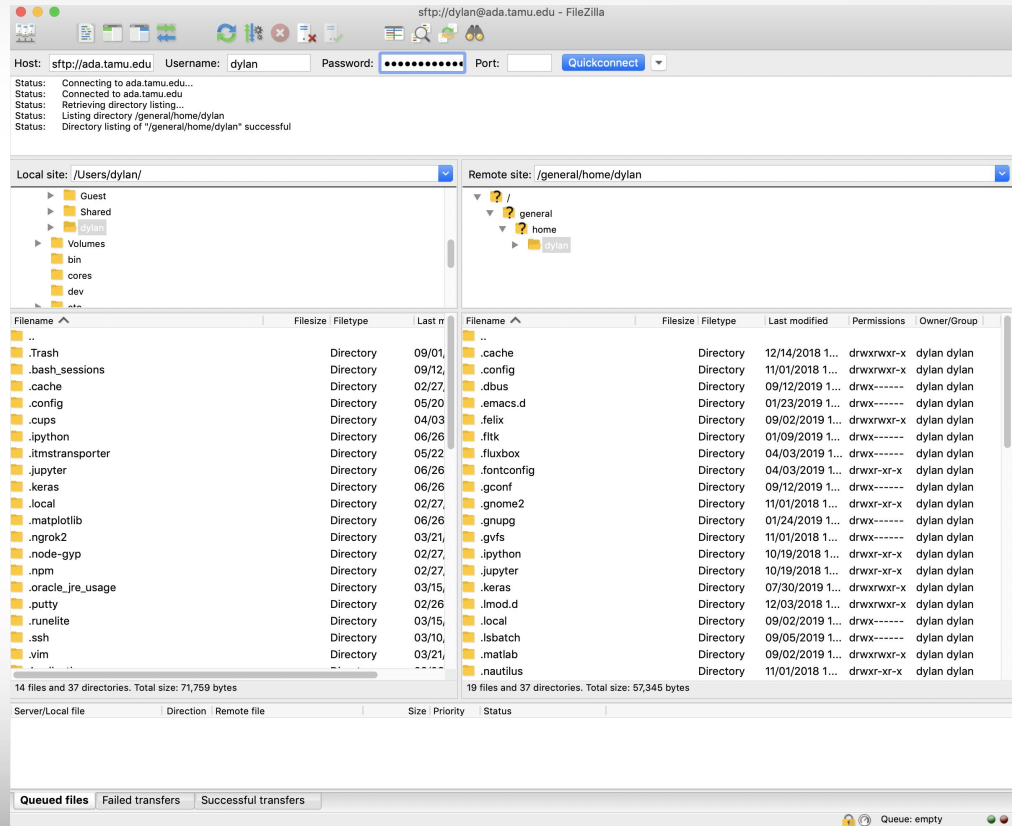 sftp://dylan@ada.tamu.edu - FileZilla
Host: sftp://ada.tamu.edu Username: dylan Password: ●●●●●●●●●●●● Port: Quickconnect
Status: Connecting to ada.tamu.edu...
Status: Connected to ada.tamu.edu
Status: Retrieving directory listing...
Status: Listing directory /general/home/dylan
Status: Directory listing of "/general/home/dylan" successful
Local site: /Users/dylan/
Guest
Shared
dylan
Volumes
bin
cores
dev
Remote site: /general/home/dylan
/
general
home
dylan
Filename Filesize Filetype Last m
..
.Trash Directory 09/01,
.bash_sessions Directory 09/12,
.cache Directory 02/27,
.config Directory 05/20
.cups Directory 04/03
.ipython Directory 06/26
.itmstransporter Directory 05/22
.jupyter Directory 06/26
.keras Directory 06/26
.local Directory 02/27,
.matplotlib Directory 06/26
.ngrok2 Directory 03/21,
.node-gyp Directory 02/27,
.npm Directory 02/27,
.oracle_jre_usage Directory 03/15,
.putty Directory 02/26
.runelite Directory 03/15,
.ssh Directory 03/10,
.vim Directory 03/21,
14 files and 37 directories. Total size: 71,759 bytes
Filename Filesize Filetype Last modified Permissions Owner/Group
..
.cache Directory 12/14/2018 1... drwxrwxr-x dylan dylan
.config Directory 11/01/2018 1... drwxrwxr-x dylan dylan
.dbus Directory 09/12/2019 1... drwx------ dylan dylan
.emacs.d Directory 01/23/2019 1... drwx------ dylan dylan
.felix Directory 09/02/2019 1... drwxrwxr-x dylan dylan
.fltk Directory 01/09/2019 1... drwx------ dylan dylan
.fluxbox Directory 04/03/2019 1... drwx------ dylan dylan
.fontconfig Directory 04/03/2019 1... drwxr-xr-x dylan dylan
.gconf Directory 09/12/2019 1... drwx------ dylan dylan
.gnome2 Directory 11/01/2018 1... drwxr-xr-x dylan dylan
.gnupg Directory 01/24/2019 1... drwx------ dylan dylan
.gvfs Directory 11/01/2018 1... drwx------ dylan dylan
.ipython Directory 10/19/2018 1... drwxr-xr-x dylan dylan
.jupyter Directory 10/19/2018 1... drwxr-xr-x dylan dylan
.keras Directory 07/30/2019 1... drwxrwxr-x dylan dylan
.lmod.d Directory 12/03/2018 1... drwxrwxr-x dylan dylan
.local Directory 09/02/2019 1... drwx------ dylan dylan
.lsbatch Directory 09/05/2019 1... drwx------ dylan dylan
.matlab Directory 09/02/2019 1... drwxrwxr-x dylan dylan
.nautilus Directory 11/01/2018 1... drwxr-xr-x dylan dylan
19 files and 37 directories. Total size: 57,345 bytes
Server/Local file Direction Remote file Size Priority Status
Queued files Failed transfers Successful transfers
Queue: empty